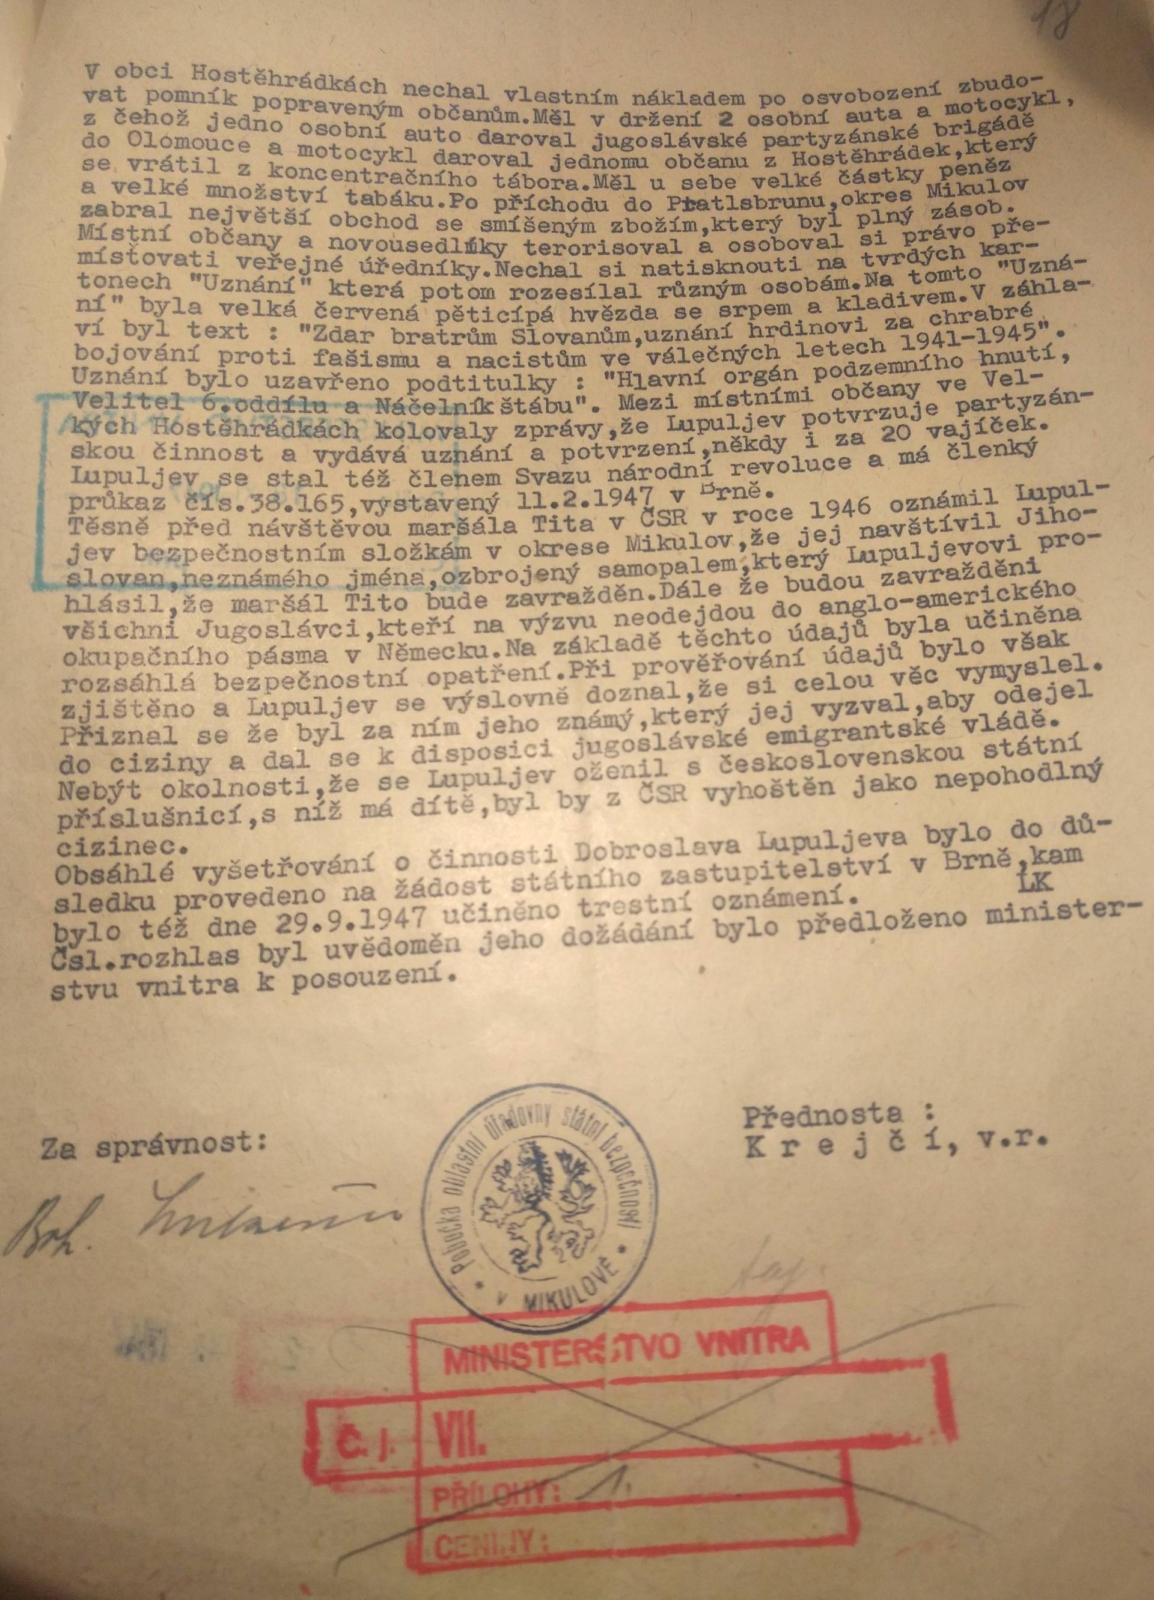 18
V obci Hostěhrádkách nechal vlastním nákladem po osvobození zbudo-
vat pomník popraveným občanům.Měl v držení 2 osobní auta a motocykl,
z čehož jedno osobní auto daroval jugoslávské partyzánské brigádě
do Olomouce a motocykl daroval jednomu občanu z Hostěhrádek,který
se vrátil z koncentračního tábora.Měl u sebe velké částky peněz
a velké množství tabáku.Po příchodu do Pratlsbrunu,okres Mikulov
zabral největší obchod se smíšeným zbožím,který byl plný zásob.
Místní občany a novousedlíky terorisoval a osoboval si právo pře-
místovati veřejné úředníky.Nechal si natisknouti na tvrdých kar-
tonech "Uznání" která potom rozesílal různým osobám.Na tomto "Uzná-
ní" byla velká červená pěticípá hvězda se srpem a kladivem.V záhla-
ví byl text : "Zdar bratrům Slovanům,uznání hrdinovi za chrabré
bojování proti fašismu a nacistům ve válečných letech 1941-1945".
Uznání bylo uzavřeno podtitulky : "Hlavní orgán podzemního hnutí,
Velitel 6.oddílu a Náčelník štábu". Mezi místními občany ve Vel-
kých Hostěhrádkách kolovaly zprávy,že Lupuljev potvrzuje partyzán-
skou činnost a vydává uznání a potvrzení,někdy i za 20 vajíček.
Lupuljev se stal též členem Svazu národní revoluce a má členký
průkaz čís.38.165,vystavený 11.2.1947 v Brně.
Těsně před návštěvou maršála Tita v ČSR v roce 1946 oznámil Lupul-
jev bezpečnostním složkám v okrese Mikulov,že jej navštívil Jiho-
slovan,neznámého jména,ozbrojený samopalem,který Lupuljevovi pro-
hlásil,že maršál Tito bude zavražděn.Dále že budou zavražděni
všichni Jugoslávci,kteří na výzvu neodejdou do anglo-amerického
okupačního pásma v Německu.Na základě těchto údajů byla učiněna
rozsáhlá bezpečnostní opatření.Při prověřování údajů bylo však
zjištěno a Lupuljev se výslovně doznal,že si celou věc vymyslel.
Přiznal se že byl za ním jeho známý,který jej vyzval,aby odejel
do ciziny a dal se k disposici jugoslávské emigrantské vládě.
Nebýt okolnosti,že se Lupuljev oženil s československou státní
příslušnicí,s níž má dítě,byl by z ČSR vyhoštěn jako nepohodlný
cizinec.
Obsáhlé vyšetřování o činnosti Dobroslava Lupuljeva bylo do dů-
sledku provedeno na žádost státního zastupitelství v Brně,kam
bylo též dne 29.9.1947 učiněno trestní oznámení. LK
Čsl.rozhlas byl uvědoměn jeho dožádání bylo předloženo minister-
stvu vnitra k posouzení.
Přednosta :
Za správnost:
K r e j č í, v.r.
Boh.
Pobočka oblastní úřadovny státní bezpečnosti
V MIKULOVĚ
MINISTERSTVO VNITRA
Č. j. VII.
PŘÍLOHY: 1.
CENINY: